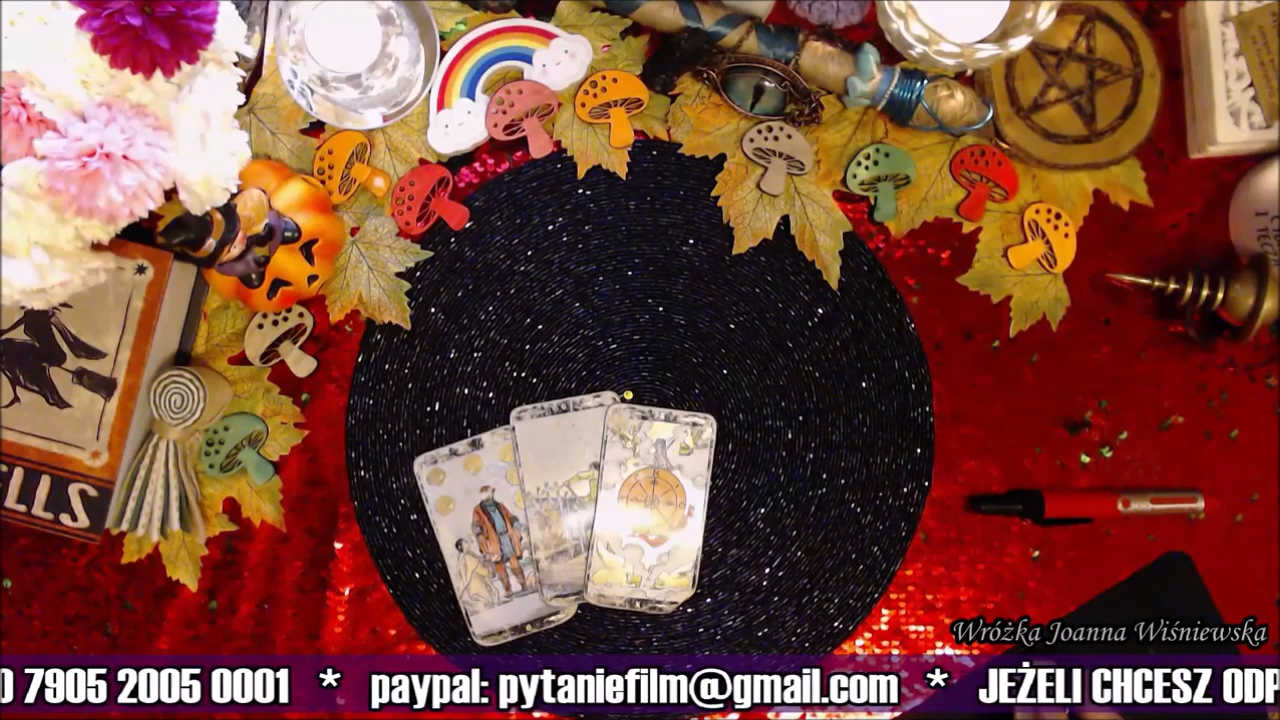 ELLS
Wróżka Joanna Wiśniewska
0 7905 2005 0001 * paypal: pytaniefilm@gmail.com * JEŻELI CHCESZ ODP